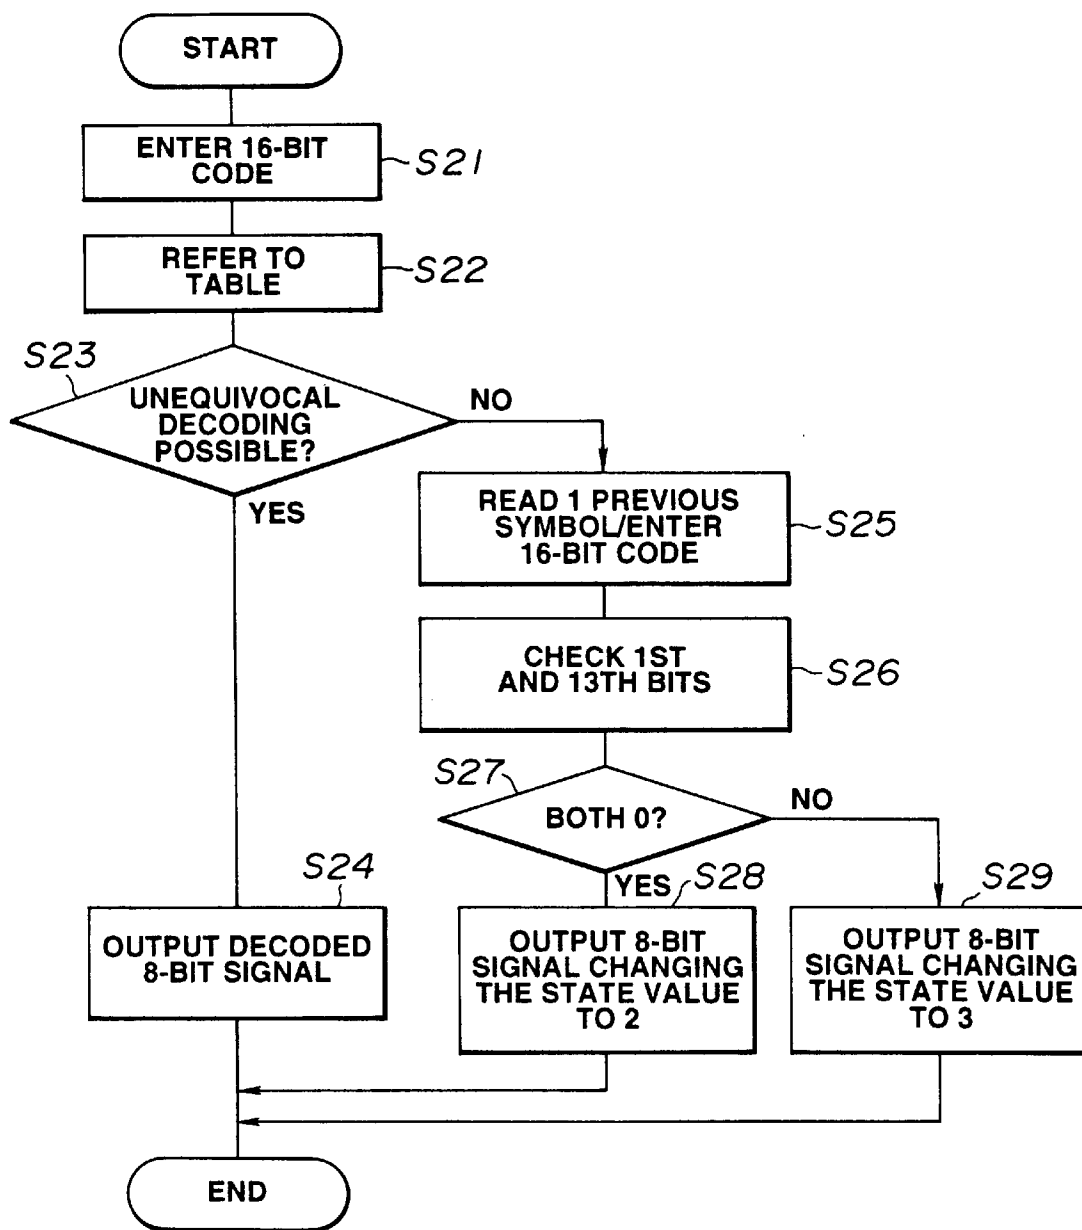 START
ENTER 16-BIT
CODE
S21
REFER TO
TABLE
S22
S23
UNEQUIVOCAL
DECODING
POSSIBLE?
NO
YES
READ 1 PREVIOUS
SYMBOL/ENTER
16-BIT CODE
S25
CHECK 1ST
AND 13TH BITS
S26
S27
BOTH 0?
NO
YES
S24
OUTPUT DECODED
8-BIT SIGNAL
S28
OUTPUT 8-BIT
SIGNAL CHANGING
THE STATE VALUE
TO 2
S29
OUTPUT 8-BIT
SIGNAL CHANGING
THE STATE VALUE
TO 3
END